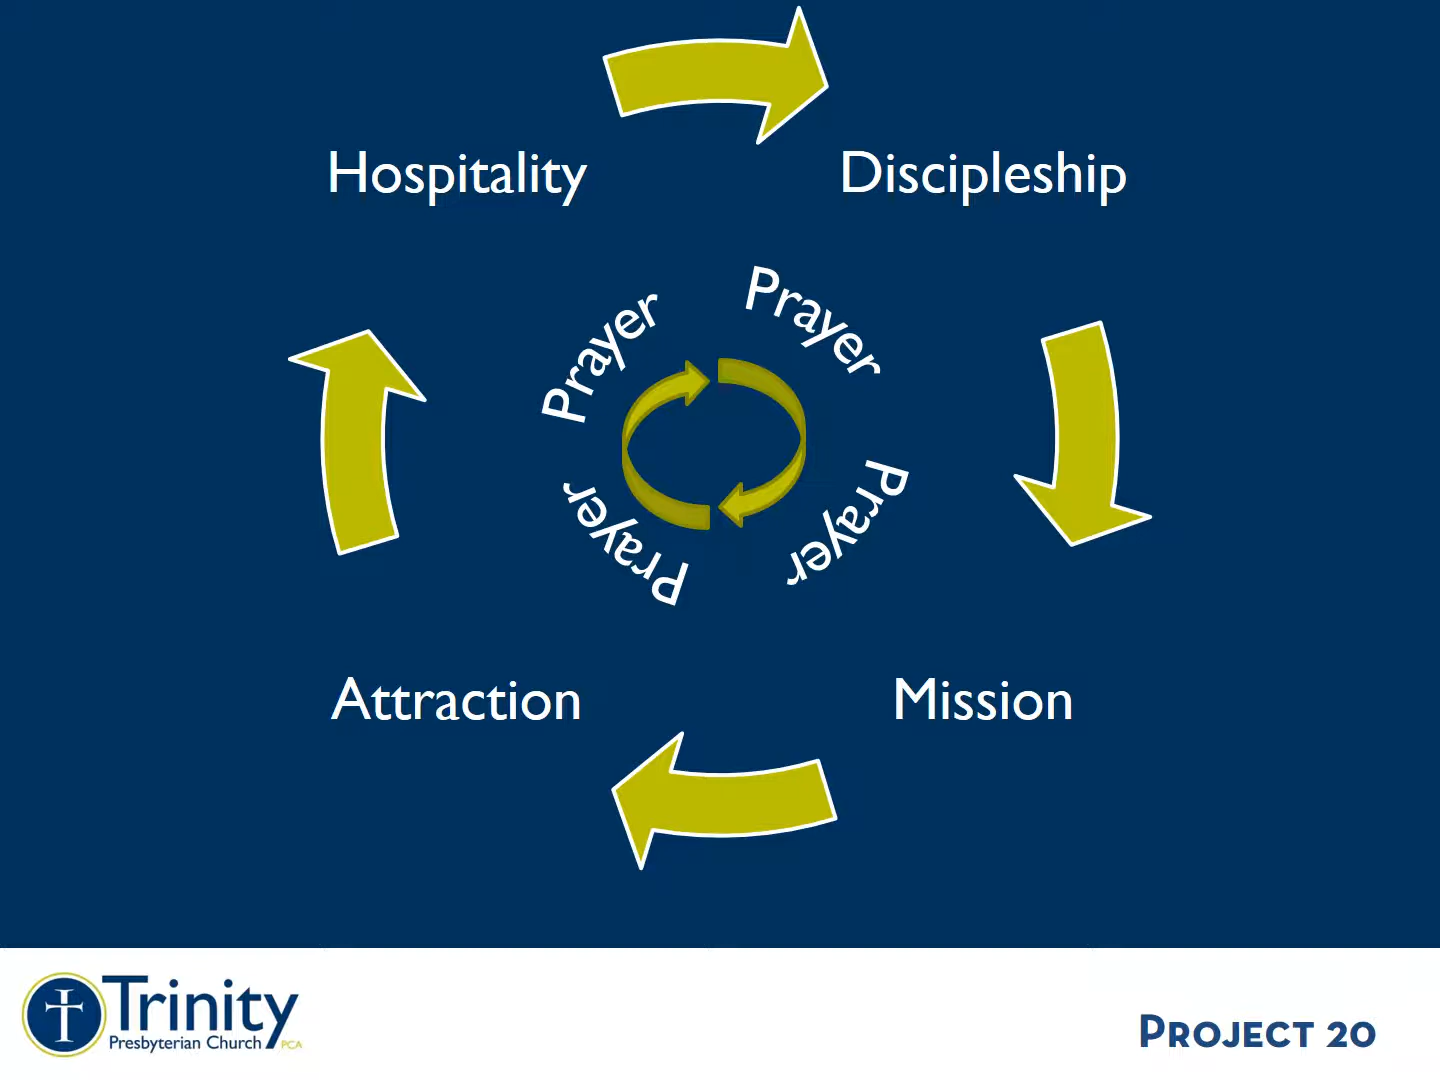 Hospitality
Discipleship
Prayer
Prayer
Prayer
Prayer
Attraction
Mission
Trinity
Presbyterian Church PCA
PROJECT 20